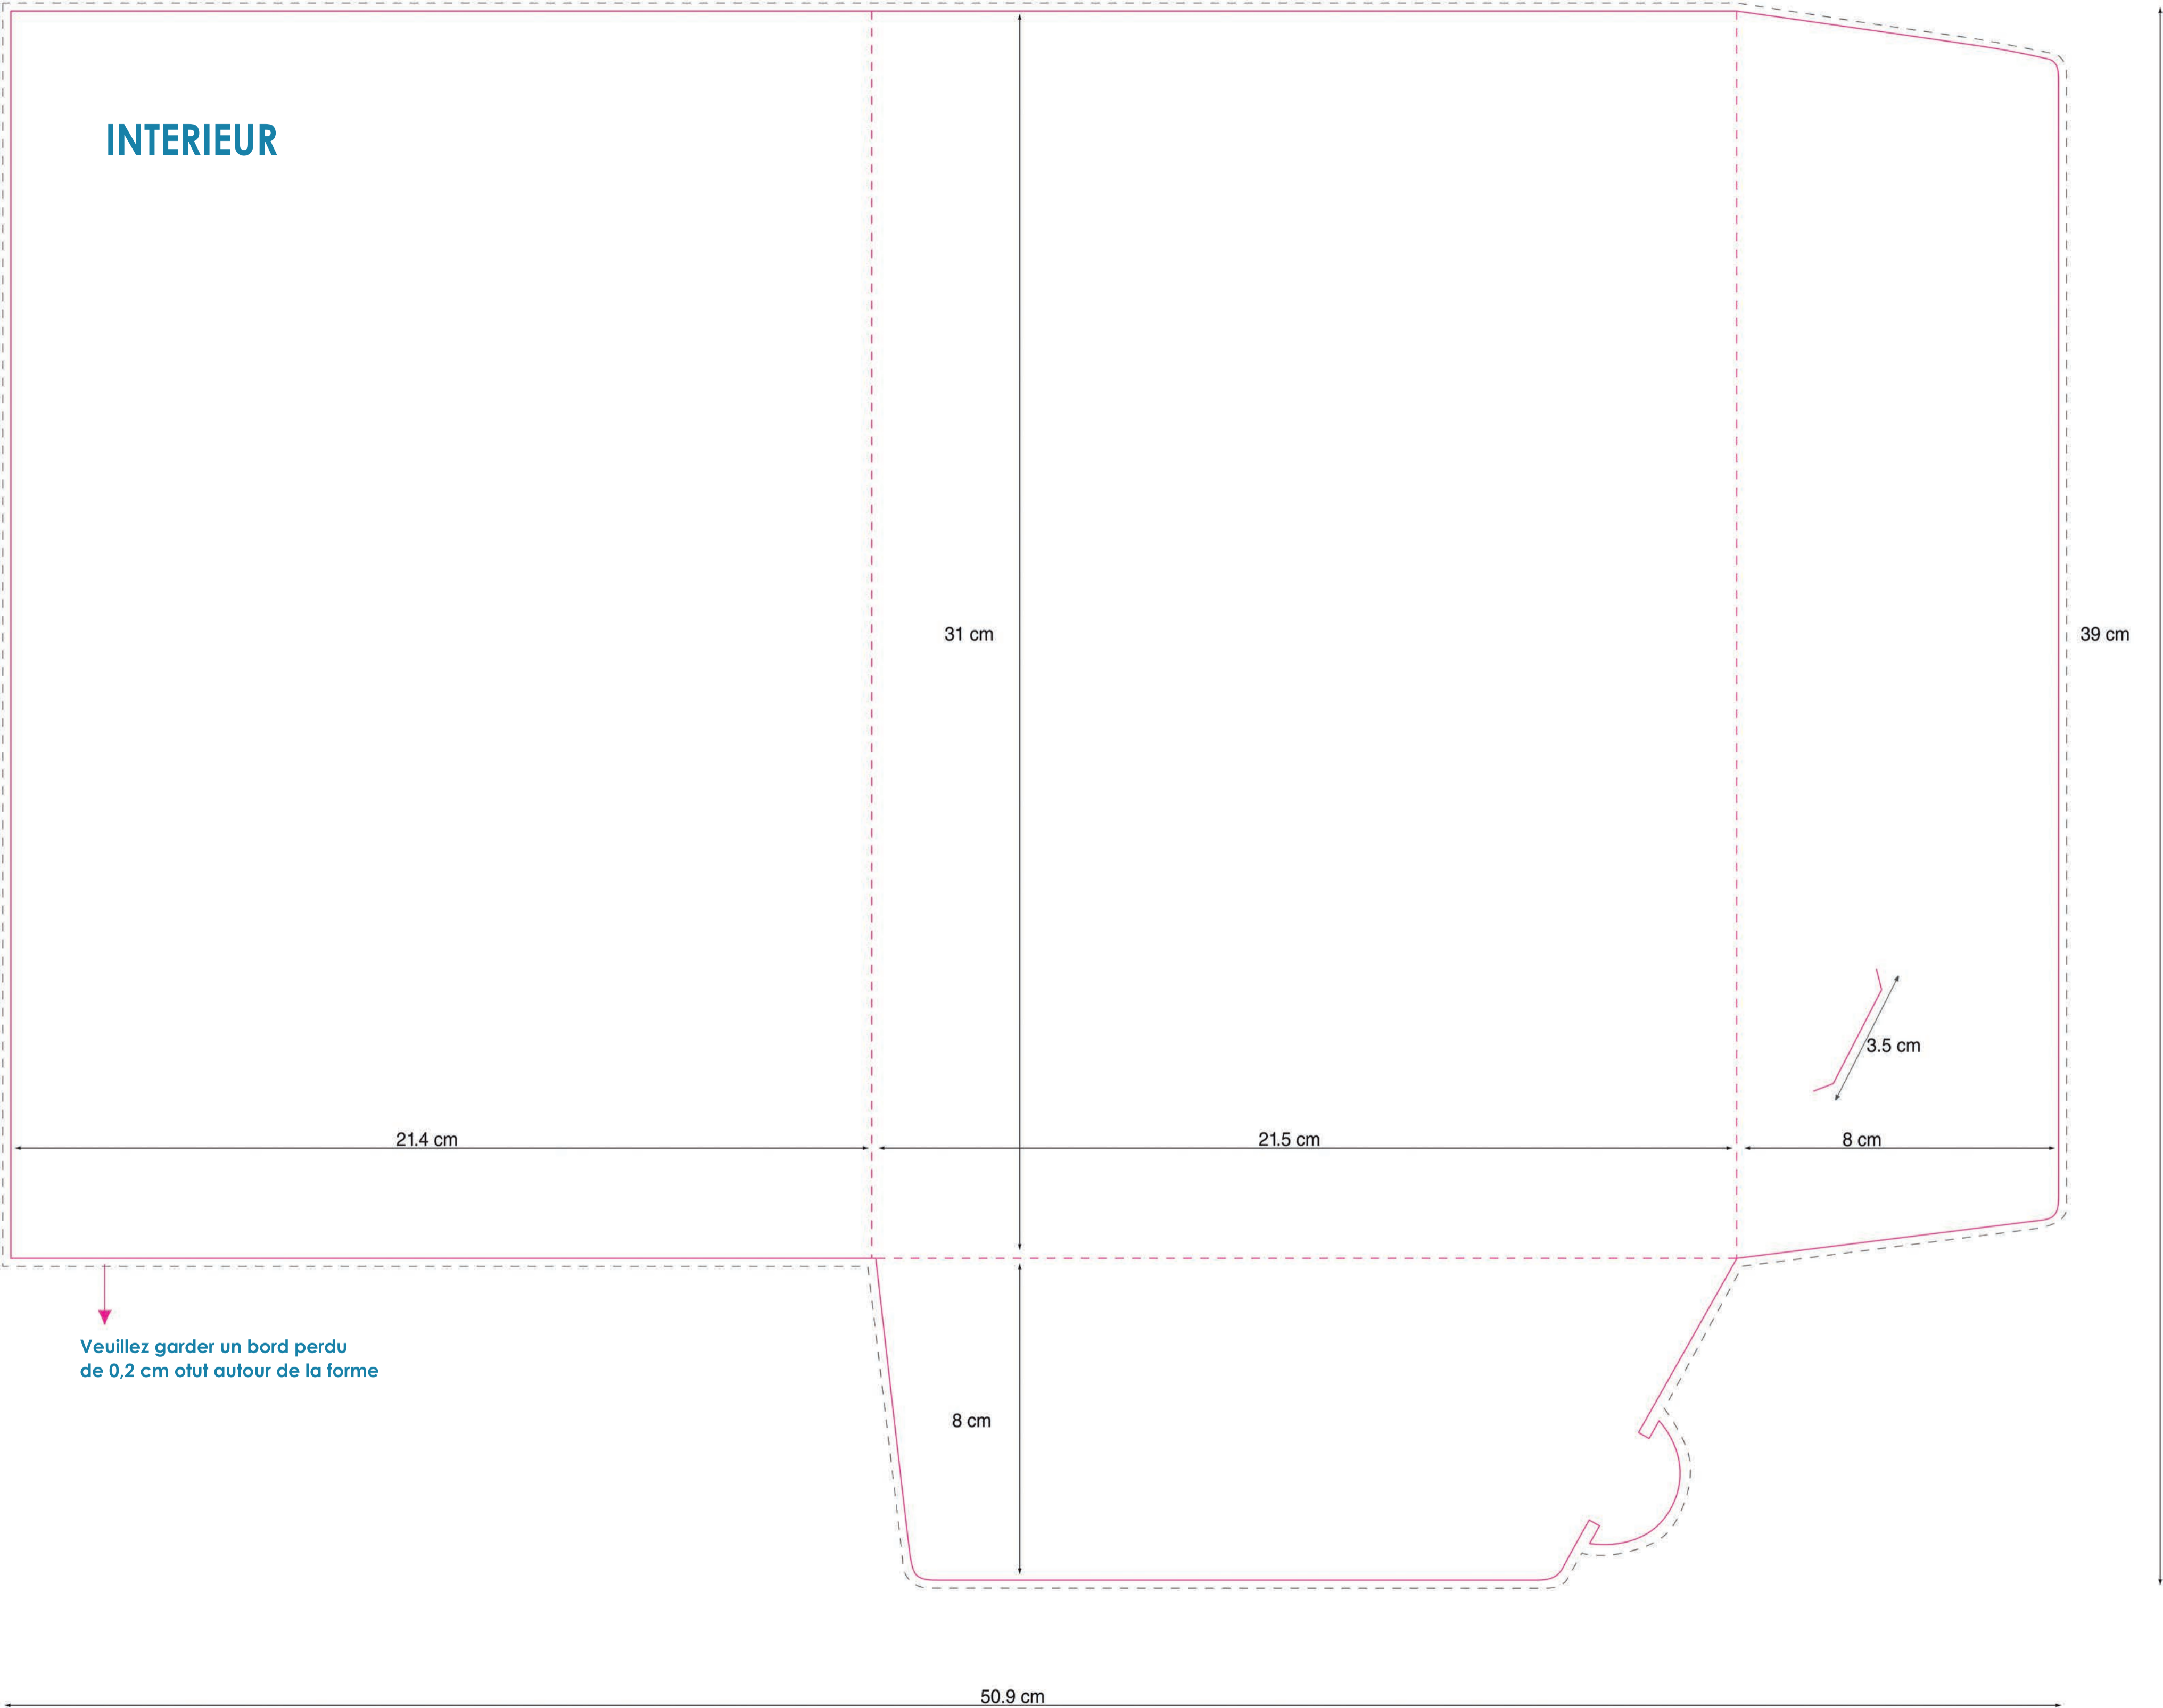 INTERIEUR
31 cm
39 cm
3.5 cm
21.4 cm
21.5 cm
8 cm
Veuillez garder un bord perdu
de 0,2 cm otut autour de la forme
8 cm
50.9 cm